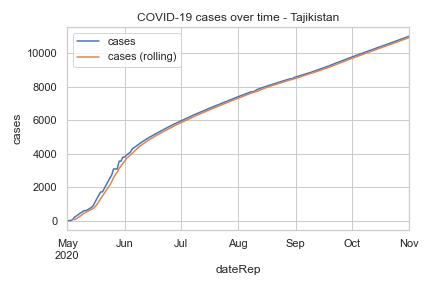 COVID-19 cases over time - Tajikistan
cases
cases (rolling)
10000
8000
6000
4000
2000
0
cases
May Jun Jul Aug Sep Oct Nov
2020
dateRep